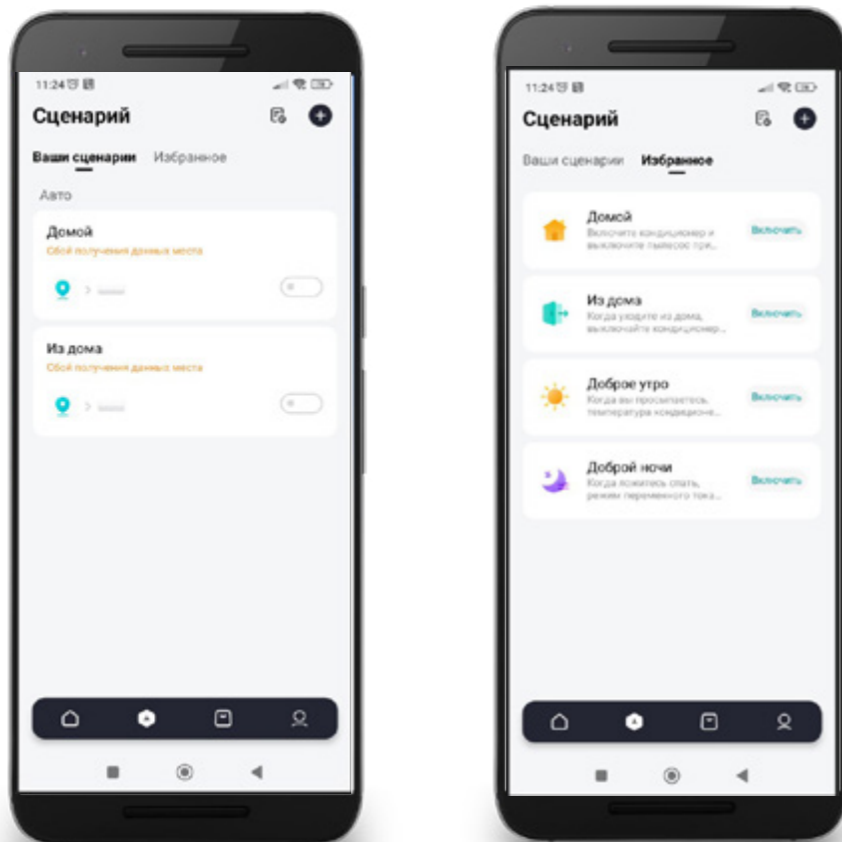 11:24
Сценарий
Ваши сценарии Избранное
Авто
Домой
Сбой получения данных места
Из дома
Сбой получения данных места
11:24
Сценарий
Ваши сценарии Избранное
Домой
Включите кондиционер и
выключите пылесос при...
Включить
Из дома
Когда уходите из дома,
выключайте кондиционер...
Включить
Доброе утро
Когда вы просыпаетесь,
температура кондиционе...
Включить
Доброй ночи
Когда ложитесь спать,
режим переменного тока...
Включить